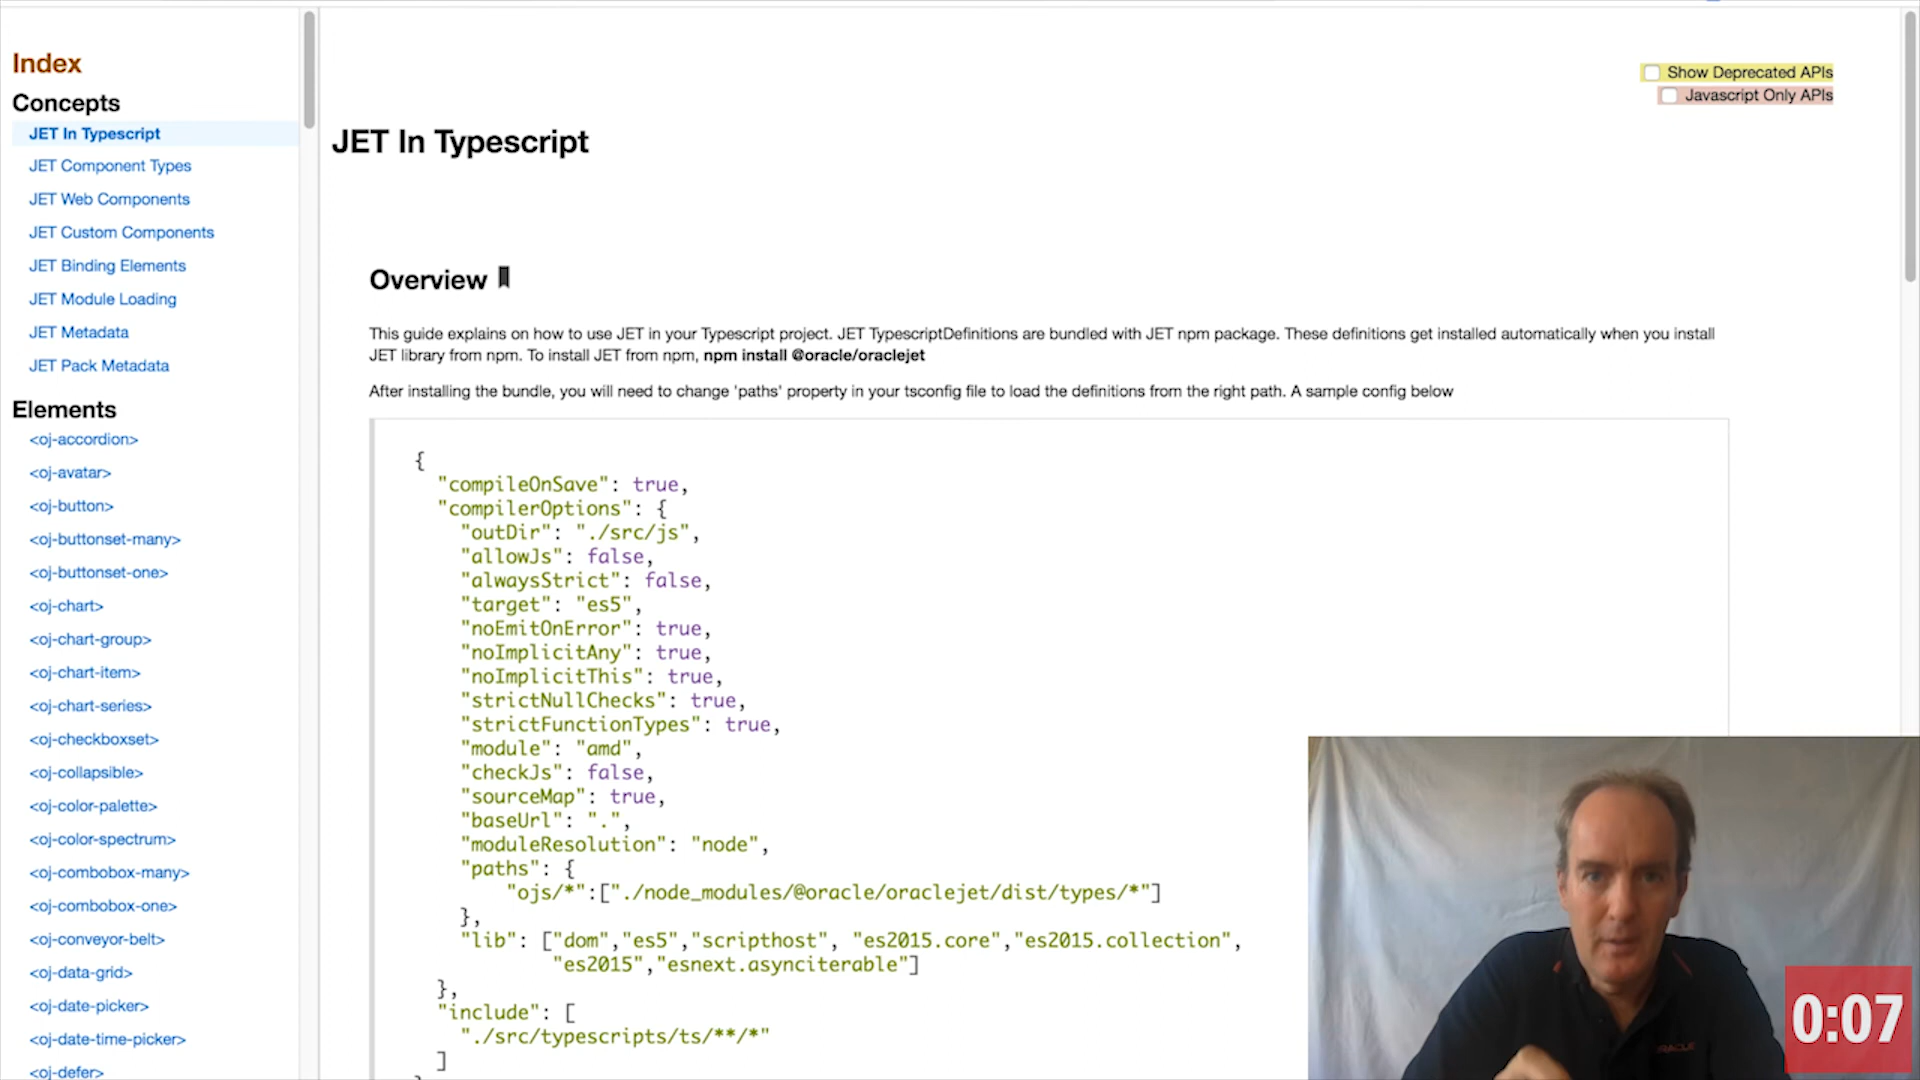 Index
Concepts
JET In Typescript
JET Component Types
JET Web Components
JET Custom Components
JET Binding Elements
JET Module Loading
JET Metadata
JET Pack Metadata
Elements
<oj-accordion>
<oj-avatar>
<oj-button>
<oj-buttonset-many>
<oj-buttonset-one>
<oj-chart>
<oj-chart-group>
<oj-chart-item>
<oj-chart-series>
<oj-checkboxset>
<oj-collapsible>
<oj-color-palette>
<oj-color-spectrum>
<oj-combobox-many>
<oj-combobox-one>
<oj-conveyor-belt>
<oj-data-grid>
<oj-date-picker>
<oj-date-time-picker>
<oj-defer>
Show Deprecated APIs
Javascript Only APIs
JET In Typescript
Overview
This guide explains on how to use JET in your Typescript project. JET TypescriptDefinitions are bundled with JET npm package. These definitions get installed automatically when you install
JET library from npm. To install JET from npm, npm install @oracle/oraclejet
After installing the bundle, you will need to change 'paths' property in your tsconfig file to load the definitions from the right path. A sample config below
{
"compileOnSave": true,
"compilerOptions": {
"outDir": "./src/js",
"allowJs": false,
"alwaysStrict": false,
"target": "es5",
"noEmitOnError": true,
"noImplicitAny": true,
"noImplicitThis": true,
"strictNullChecks": true,
"strictFunctionTypes": true,
"module": "amd",
"checkJs": false,
"sourceMap": true,
"baseUrl": ".",
"moduleResolution": "node",
"paths": {
"ojs/*":["./node_modules/@oracle/oraclejet/dist/types/*"]
},
"lib": ["dom","es5","scripthost", "es2015.core","es2015.collection",
"es2015","esnext.asynciterable"]
},
"include": [
"./src/typescripts/ts/**/*"
]
ORACLE
0:07